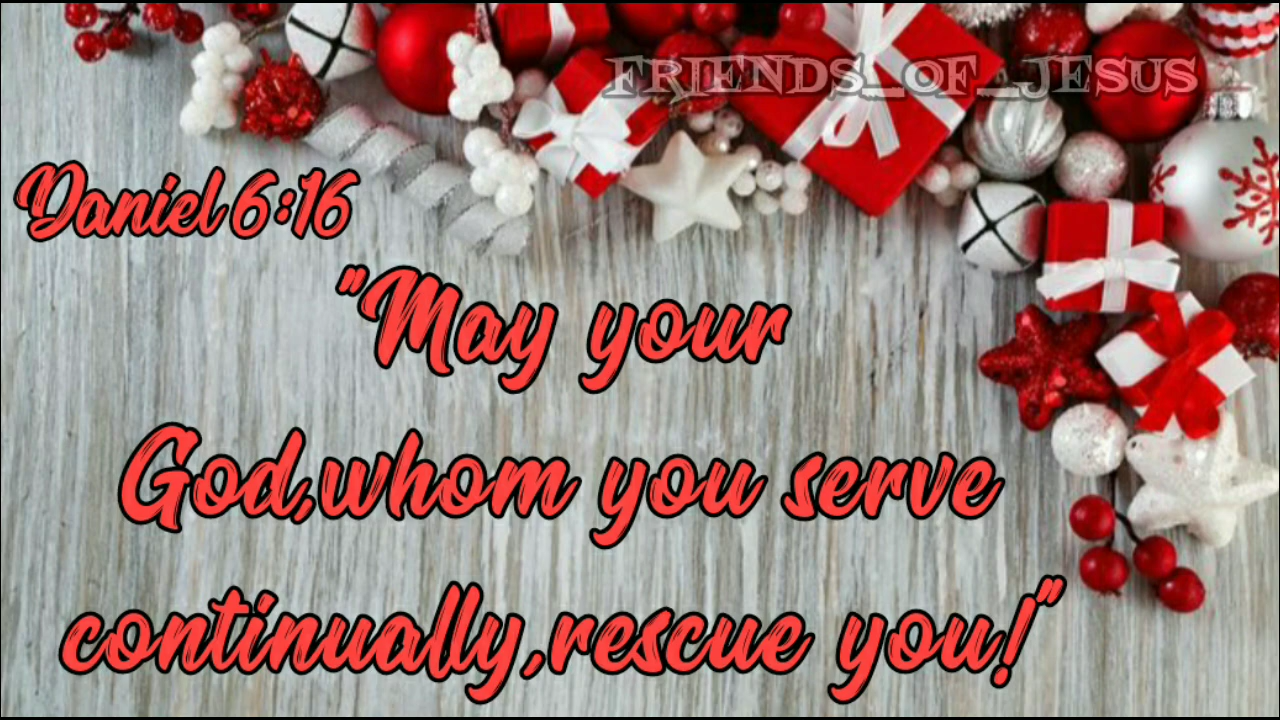 FRIENDS_OF_JESUS
Daniel 6:16
"May your
God,whom you serve
continually,rescue you!"